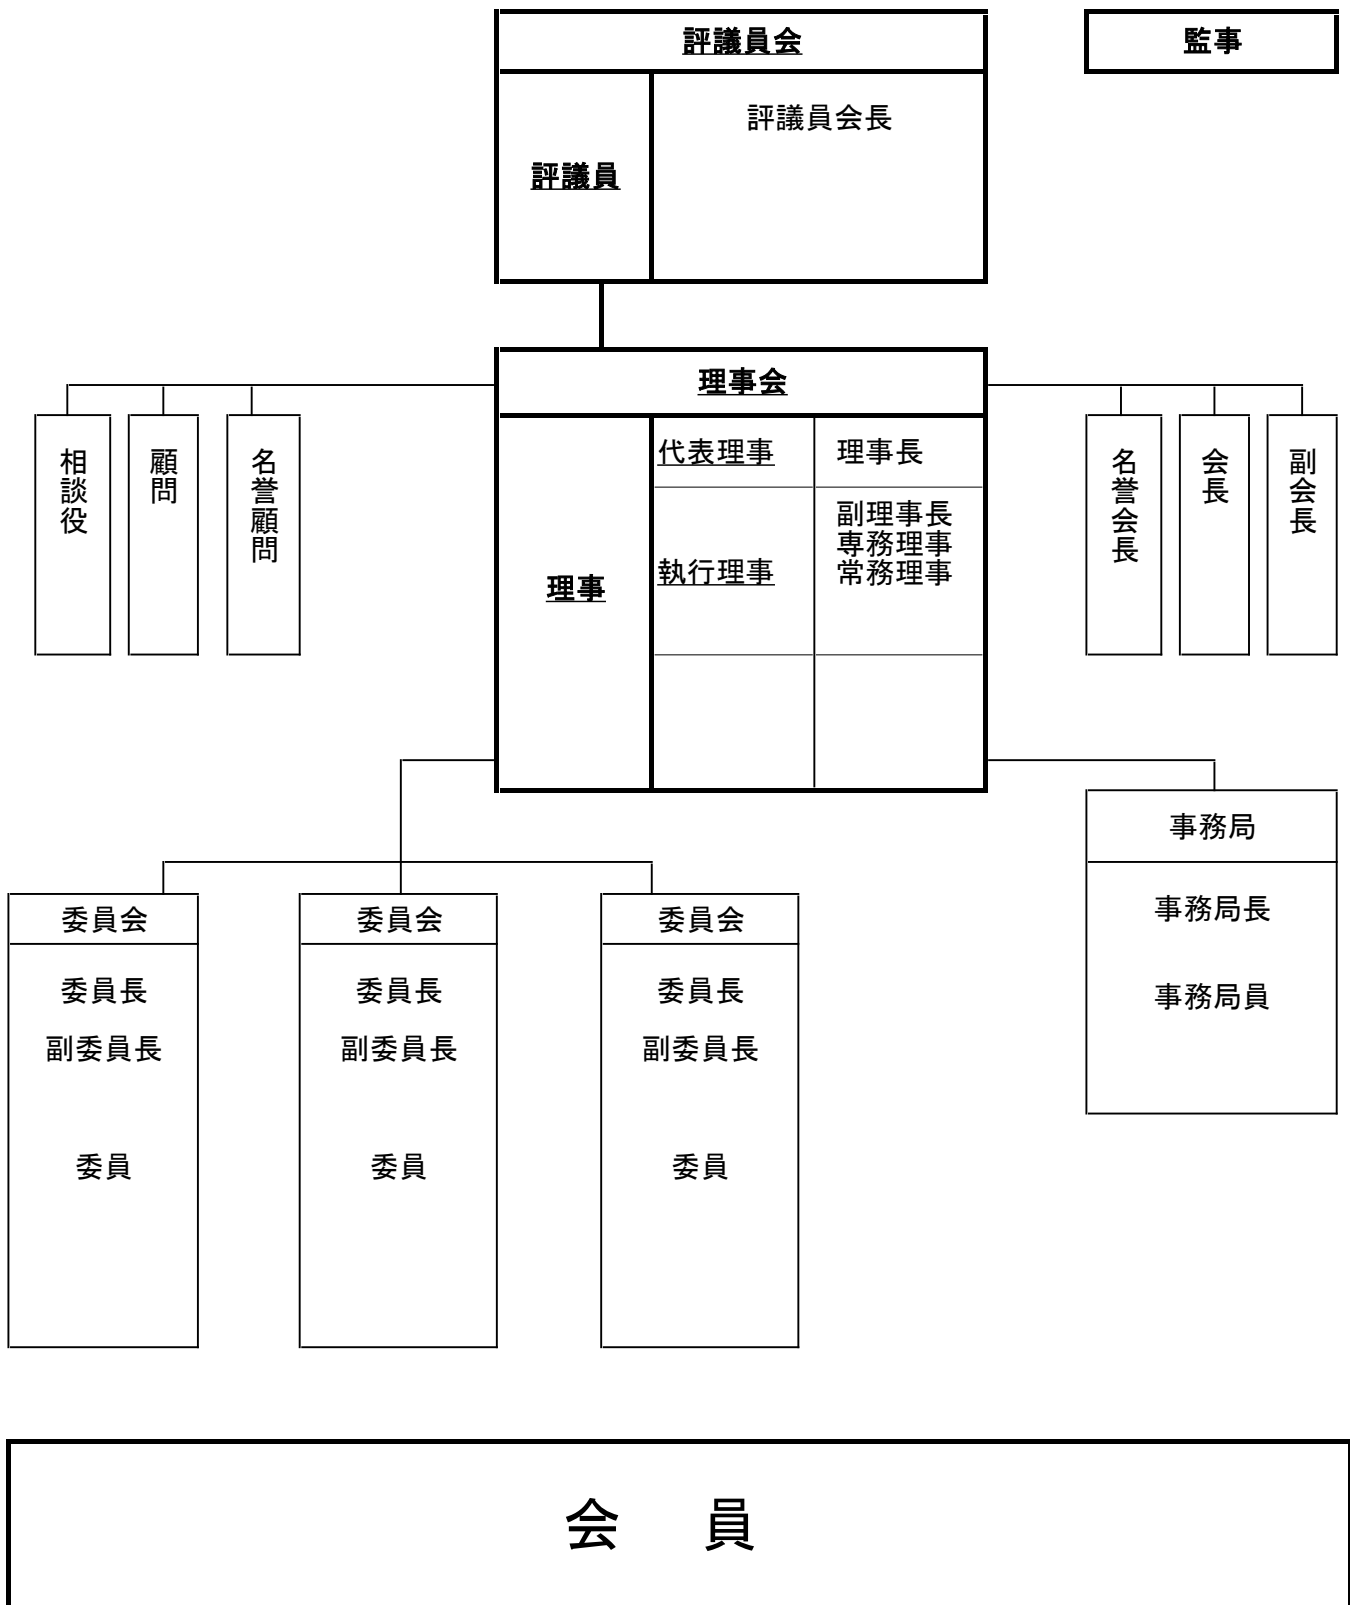 評議員会
監事
評議員
評議員会長
理事会
相談役
顧問
名誉顧問
理事
代表理事
理事長
執行理事
副理事長
専務理事
常務理事
名誉会長
会長
副会長
事務局
事務局長
事務局員
委員会
委員長
副委員長
委員
委員会
委員長
副委員長
委員
委員会
委員長
副委員長
委員
会 員